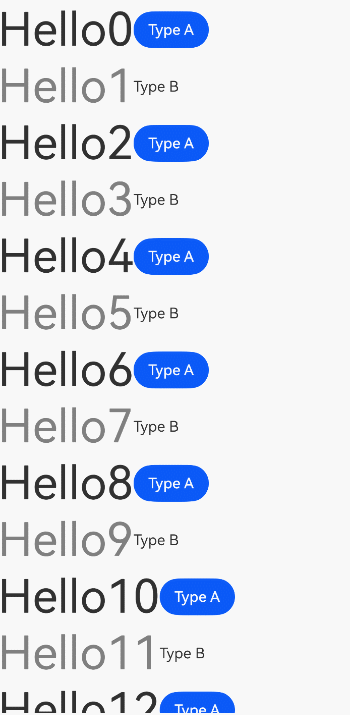 Hello0 Type A
Hello1 Type B
Hello2 Type A
Hello3 Type B
Hello4 Type A
Hello5 Type B
Hello6 Type A
Hello7 Type B
Hello8 Type A
Hello9 Type B
Hello10 Type A
Hello11 Type B
Hello12 Type A